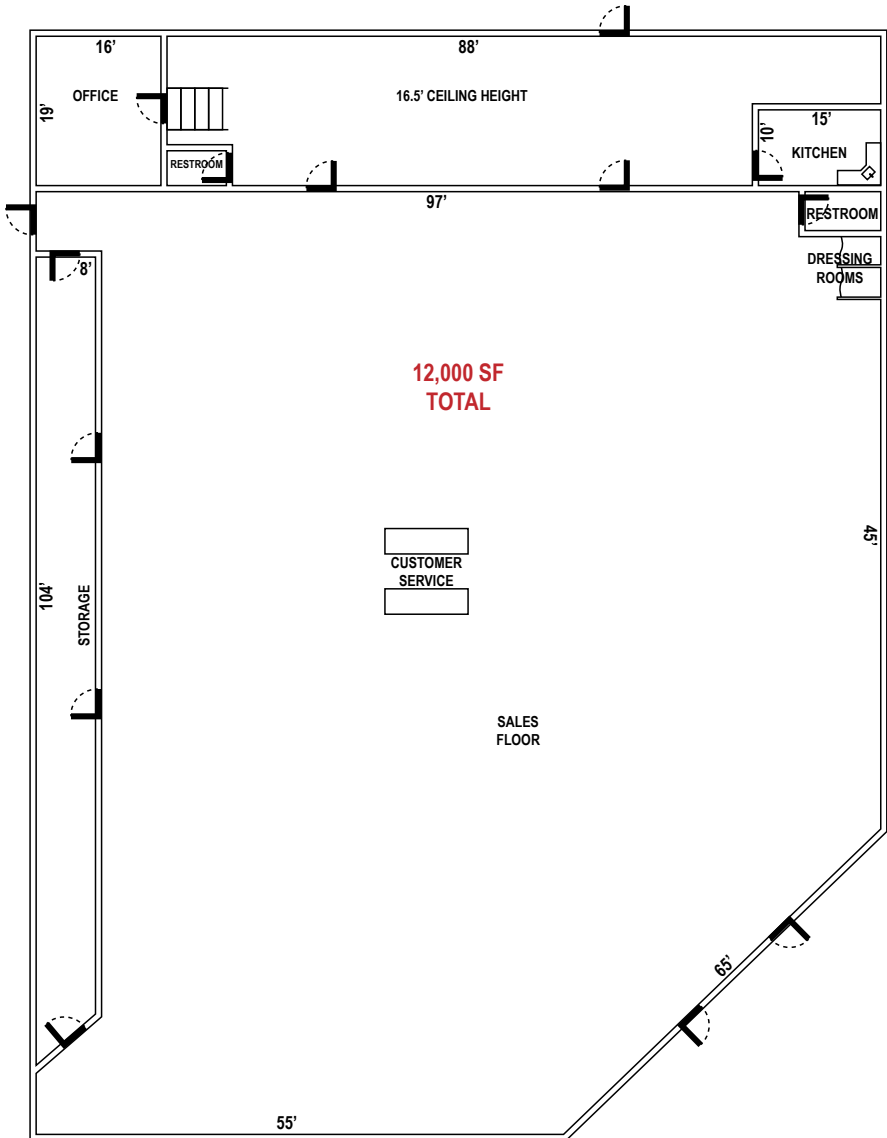 16’
88’
OFFICE
19’
16.5’ CEILING HEIGHT
15’
10’
KITCHEN
RESTROOM
97’
RESTROOM
8’
DRESSING
ROOMS
12,000 SF
TOTAL
45’
CUSTOMER
SERVICE
104’
STORAGE
SALES
FLOOR
65’
55’